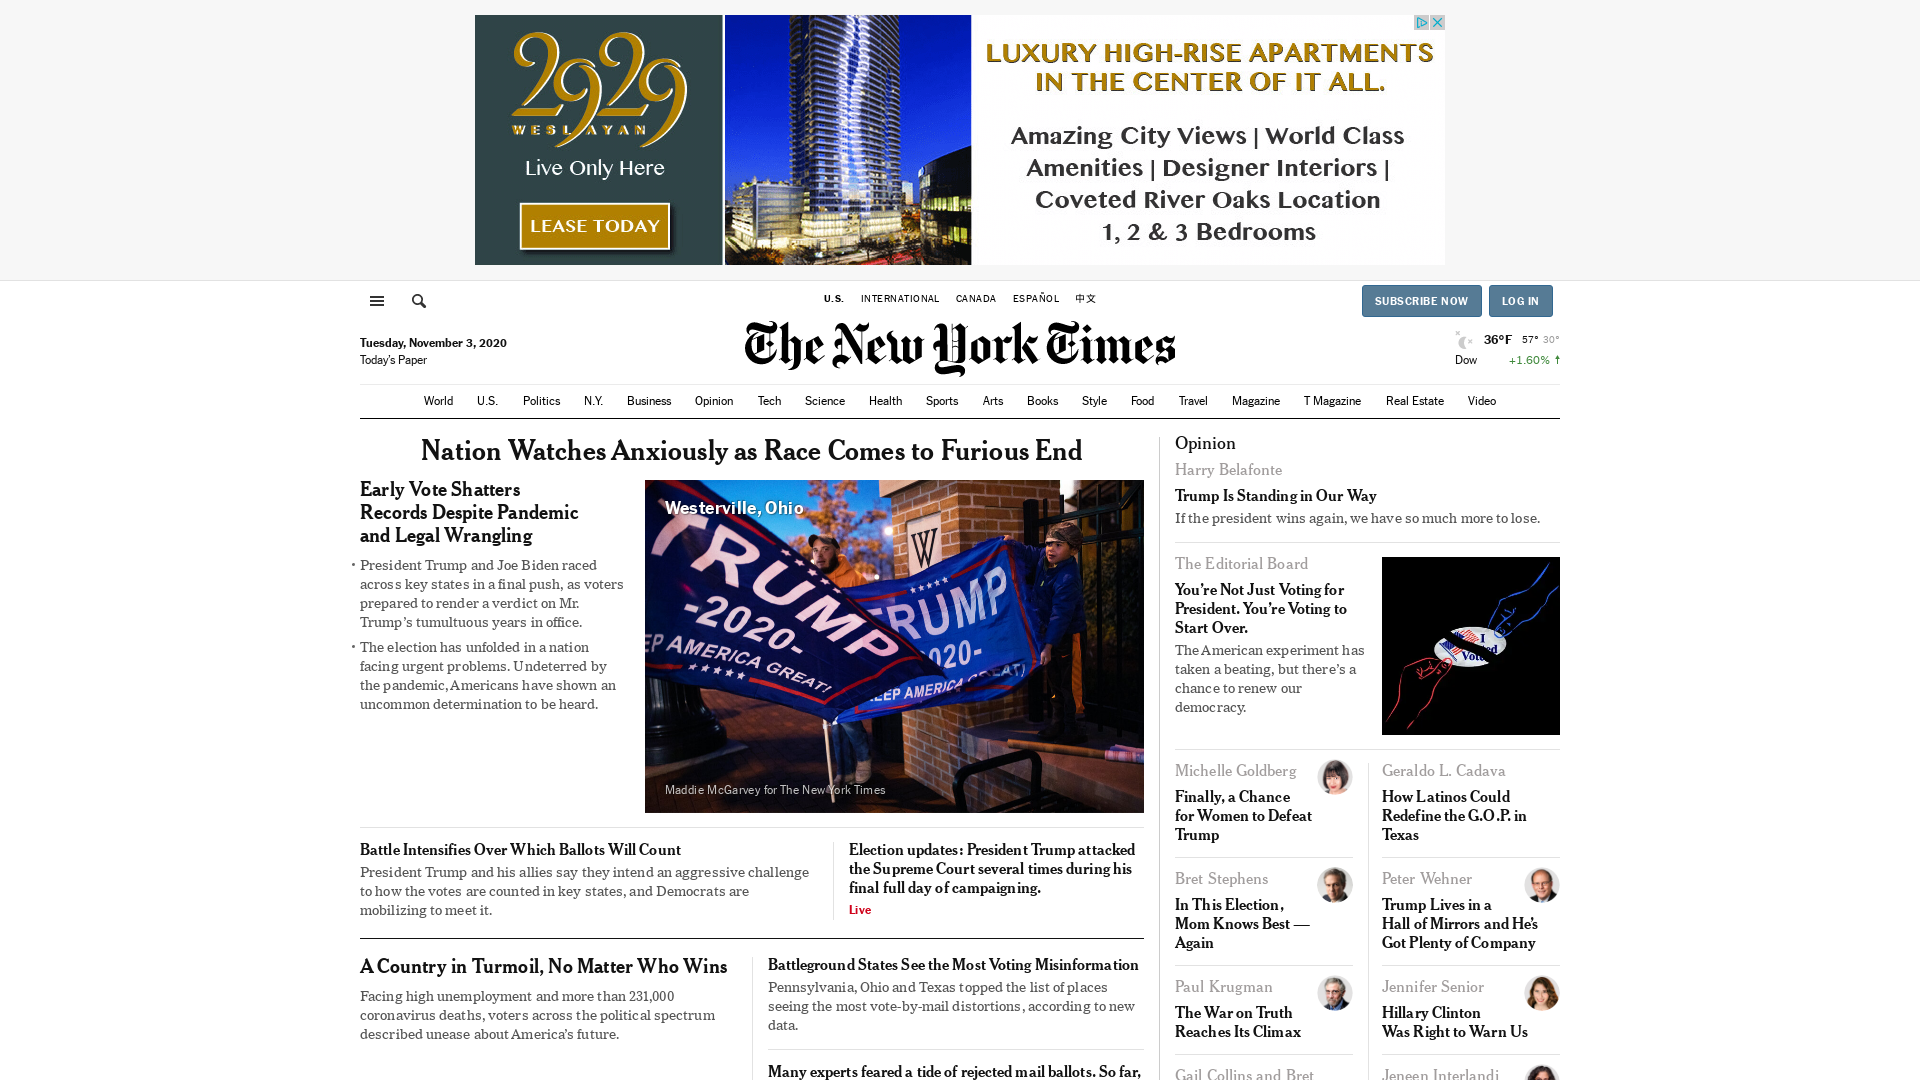 2929
WESLAYAN
Live Only Here
LEASE TODAY
LUXURY HIGH-RISE APARTMENTS
IN THE CENTER OF IT ALL.
Amazing City Views | World Class
Amenities | Designer Interiors |
Coveted River Oaks Location
1, 2 & 3 Bedrooms
U.S. INTERNATIONAL CANADA ESPAÑOL 中文
SUBSCRIBE NOW LOG IN
The New York Times
Tuesday, November 3, 2020
Today's Paper
36°F 57° 30°
Dow +1.60% ↑
World U.S. Politics N.Y. Business Opinion Tech Science Health Sports Arts Books Style Food Travel Magazine T Magazine Real Estate Video
Nation Watches Anxiously as Race Comes to Furious End
Early Vote Shatters
Records Despite Pandemic
and Legal Wrangling
• President Trump and Joe Biden raced
across key states in a final push, as voters
prepared to render a verdict on Mr.
Trump's tumultuous years in office.
• The election has unfolded in a nation
facing urgent problems. Undeterred by
the pandemic, Americans have shown an
uncommon determination to be heard.
Westerville, Ohio
W
TRUMP
-2020-
KEEP AMERICA GREAT!
TRUMP
2020-
KEEP AMERICA GREAT!
Maddie McGarvey for The New York Times
Battle Intensifies Over Which Ballots Will Count
President Trump and his allies say they intend an aggressive challenge
to how the votes are counted in key states, and Democrats are
mobilizing to meet it.
Election updates: President Trump attacked
the Supreme Court several times during his
final full day of campaigning.
Live
A Country in Turmoil, No Matter Who Wins
Facing high unemployment and more than 231,000
coronavirus deaths, voters across the political spectrum
described unease about America's future.
Battleground States See the Most Voting Misinformation
Pennsylvania, Ohio and Texas topped the list of places
seeing the most vote-by-mail distortions, according to new
data.
Many experts feared a tide of rejected mail ballots. So far,
Opinion
Harry Belafonte
Trump Is Standing in Our Way
If the president wins again, we have so much more to lose.
The Editorial Board
You're Not Just Voting for
President. You're Voting to
Start Over.
The American experiment has
taken a beating, but there's a
chance to renew our
democracy.
I
Voted
Michelle Goldberg
Finally, a Chance
for Women to Defeat
Trump
Geraldo L. Cadava
How Latinos Could
Redefine the G.O.P. in
Texas
Bret Stephens
In This Election,
Mom Knows Best —
Again
Peter Wehner
Trump Lives in a
Hall of Mirrors and He's
Got Plenty of Company
Paul Krugman
The War on Truth
Reaches Its Climax
Jennifer Senior
Hillary Clinton
Was Right to Warn Us
Gail Collins and Bret
Jeneen Interlandi